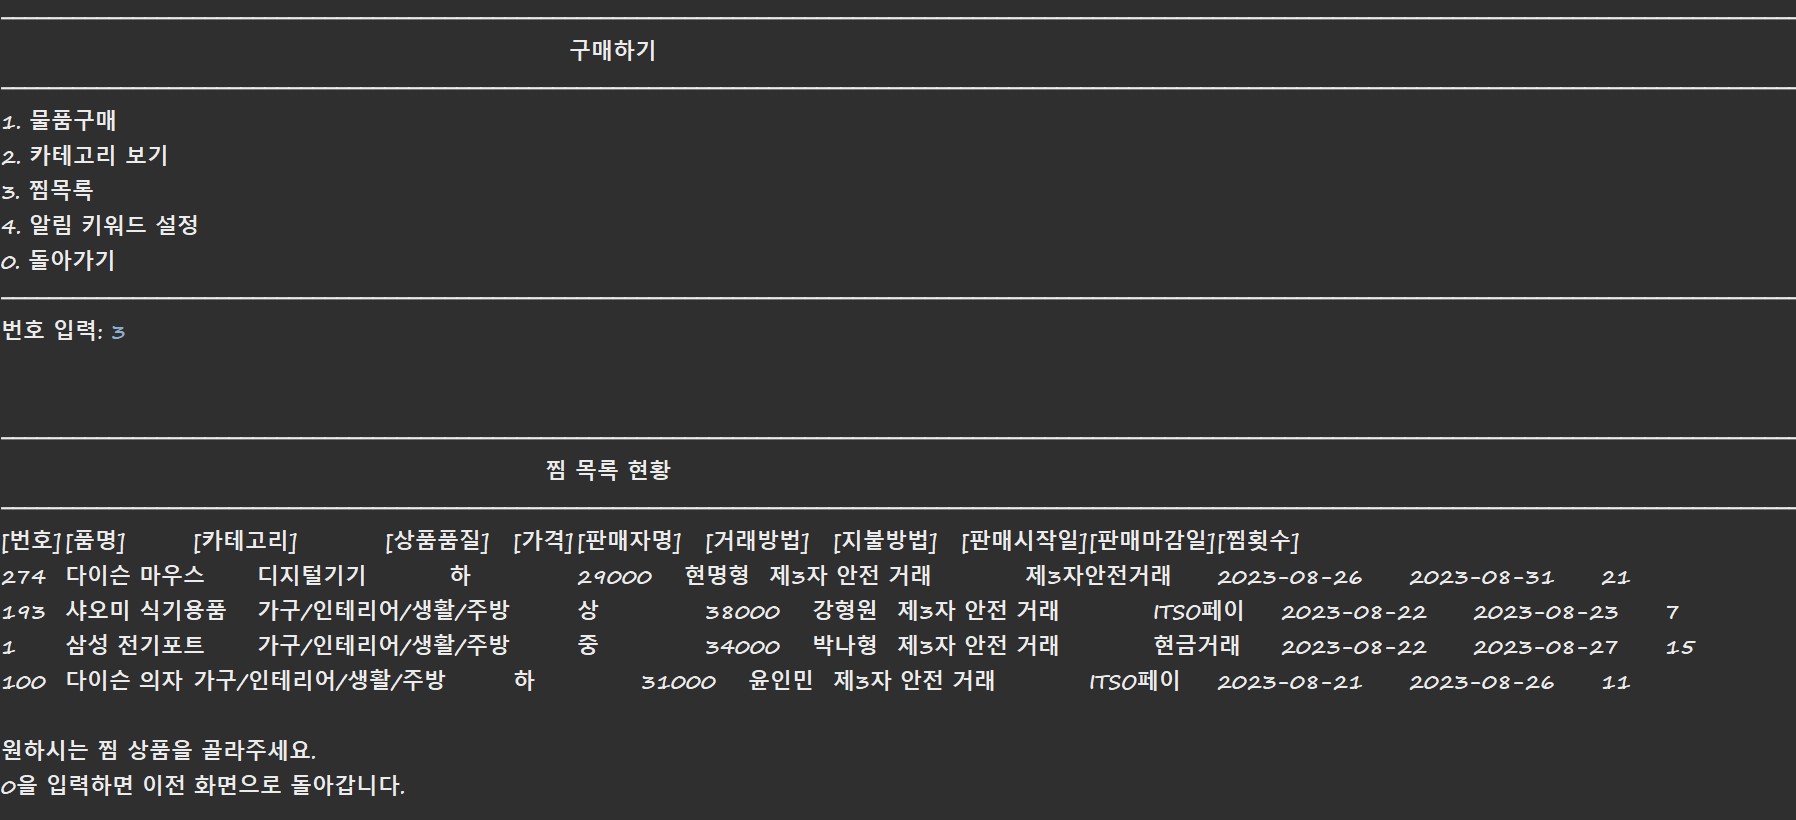 구매하기
1. 물품구매
2. 카테고리 보기
3. 찜목록
4. 알림 키워드 설정
0. 돌아가기
번호 입력: 3
찜 목록 현황
[번호] [품명] [카테고리] [상품품질] [가격] [판매자명] [거래방법] [지불방법] [판매시작일] [판매마감일] [찜횟수]
274 다이슨 마우스 디지털기기 하 29000 현명형 제3자 안전 거래 제3자안전거래 2023-08-26 2023-08-31 21
193 샤오미 식기용품 가구/인테리어/생활/주방 상 38000 강형원 제3자 안전 거래 ITSO페이 2023-08-22 2023-08-23 7
1 삼성 전기포트 가구/인테리어/생활/주방 중 34000 박나형 제3자 안전 거래 현금거래 2023-08-22 2023-08-27 15
100 다이슨 의자 가구/인테리어/생활/주방 하 31000 윤인민 제3자 안전 거래 ITSO페이 2023-08-21 2023-08-26 11
원하시는 찜 상품을 골라주세요.
0을 입력하면 이전 화면으로 돌아갑니다.